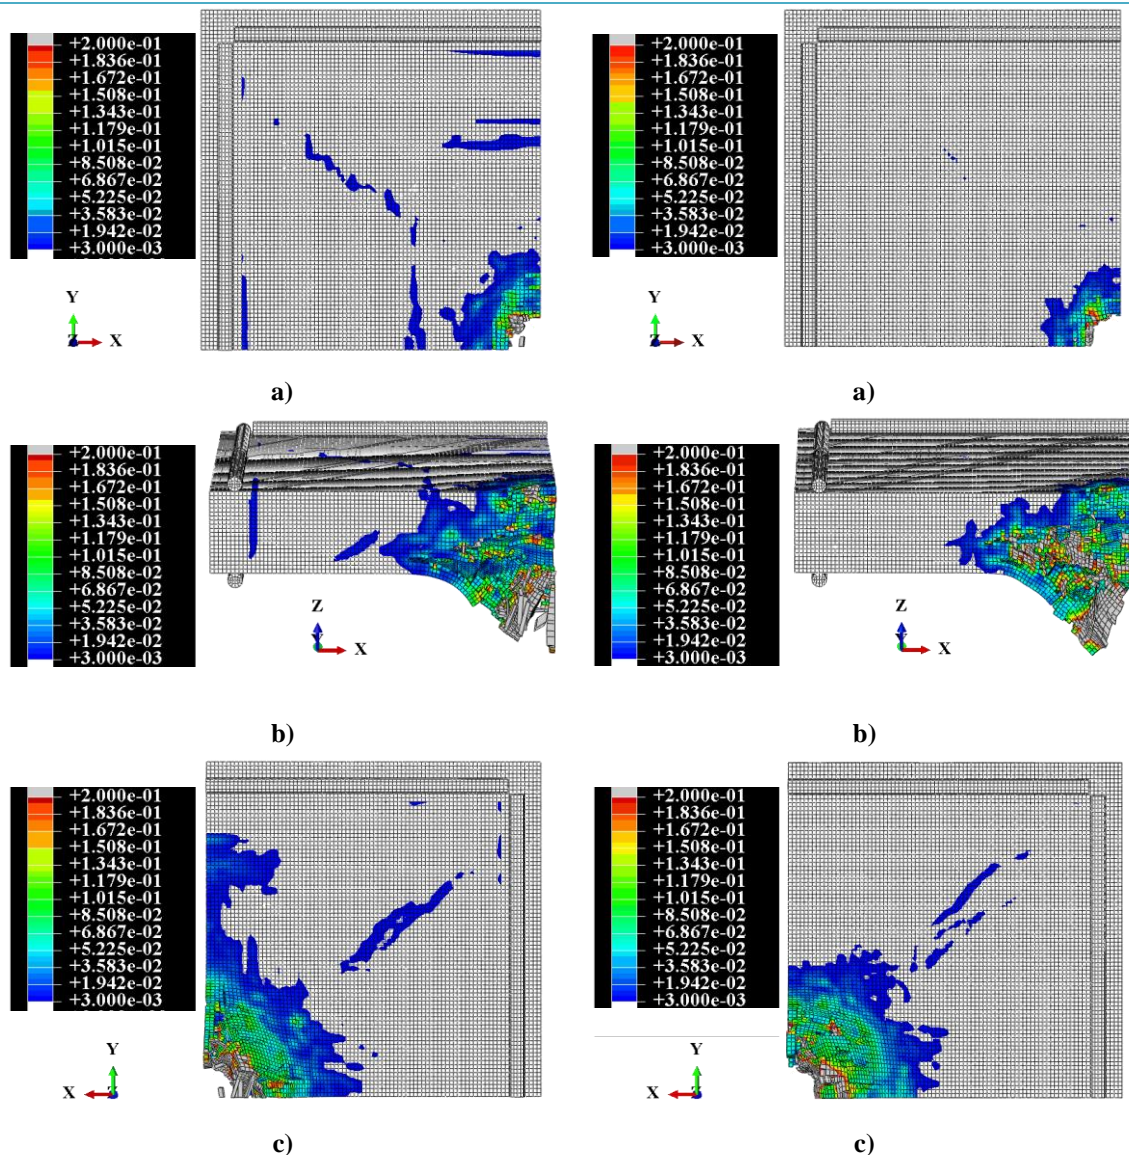 +2.000e-01
+1.836e-01
+1.672e-01
+1.508e-01
+1.343e-01
+1.179e-01
+1.015e-01
+8.508e-02
+6.867e-02
+5.225e-02
+3.583e-02
+1.942e-02
+3.000e-03
Y
Z
X
a)
+2.000e-01
+1.836e-01
+1.672e-01
+1.508e-01
+1.343e-01
+1.179e-01
+1.015e-01
+8.508e-02
+6.867e-02
+5.225e-02
+3.583e-02
+1.942e-02
+3.000e-03
Y
Z
X
a)
+2.000e-01
+1.836e-01
+1.672e-01
+1.508e-01
+1.343e-01
+1.179e-01
+1.015e-01
+8.508e-02
+6.867e-02
+5.225e-02
+3.583e-02
+1.942e-02
+3.000e-03
Z
Y
X
b)
+2.000e-01
+1.836e-01
+1.672e-01
+1.508e-01
+1.343e-01
+1.179e-01
+1.015e-01
+8.508e-02
+6.867e-02
+5.225e-02
+3.583e-02
+1.942e-02
+3.000e-03
Z
Y
X
b)
+2.000e-01
+1.836e-01
+1.672e-01
+1.508e-01
+1.343e-01
+1.179e-01
+1.015e-01
+8.508e-02
+6.867e-02
+5.225e-02
+3.583e-02
+1.942e-02
+3.000e-03
Y
X
Z
c)
+2.000e-01
+1.836e-01
+1.672e-01
+1.508e-01
+1.343e-01
+1.179e-01
+1.015e-01
+8.508e-02
+6.867e-02
+5.225e-02
+3.583e-02
+1.942e-02
+3.000e-03
Y
X
Z
c)